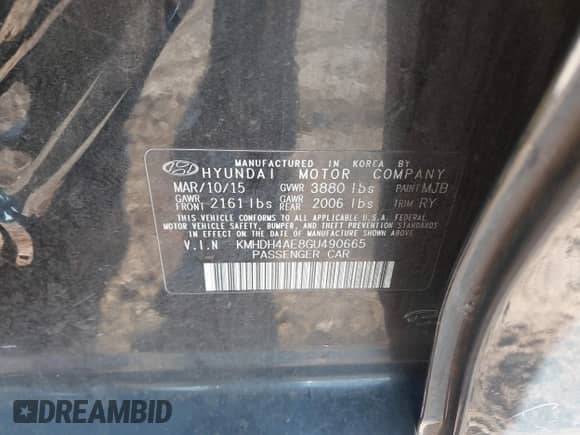 MANUFACTURED IN KOREA BY
HYUNDAI MOTOR COMPANY
MAR/10/15 GVWR 3880 lbs PAINT MJB
GAWR FRONT 2161 lbs GAWR REAR 2006 lbs TRIM RY
THIS VEHICLE CONFORMS TO ALL APPLICABLE U.S.A. FEDERAL
MOTOR VEHICLE SAFETY, BUMPER, AND THEFT PREVENTION STANDARDS
IN EFFECT ON THE DATE OF MANUFACTURE SHOWN ABOVE.
V.I.N KMHDH4AE8GU490665
PASSENGER CAR
DREAMBID